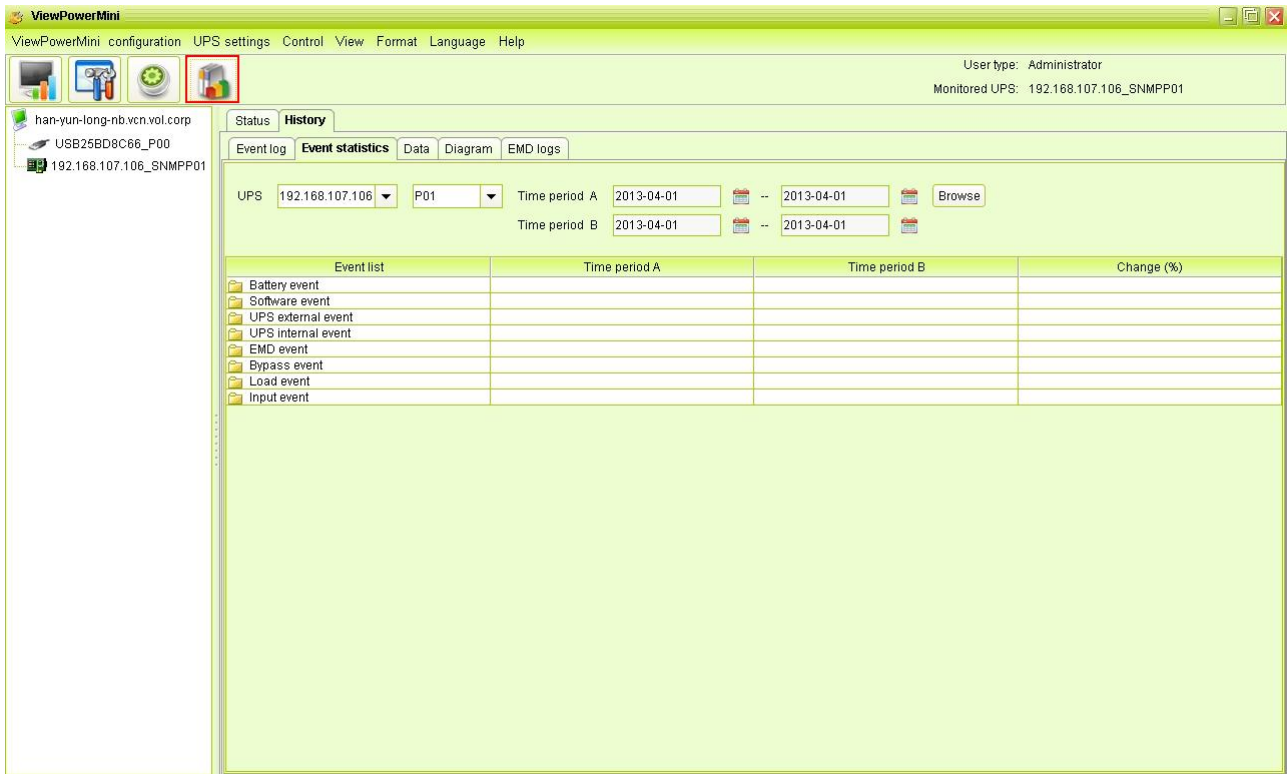 ViewPowerMini
ViewPowerMini configuration UPS settings Control View Format Language Help
User type: Administrator
Monitored UPS: 192.168.107.106_SNMPP01
han-yun-long-nb.vcn.vol.corp
USB25BD8C66_P00
192.168.107.106_SNMPP01
Status History
Event log Event statistics Data Diagram EMD logs
UPS 192.168.107.106 P01 Time period A 2013-04-01 -- 2013-04-01 Browse
Time period B 2013-04-01 -- 2013-04-01
Event list Time period A Time period B Change (%)
Battery event
Software event
UPS external event
UPS internal event
EMD event
Bypass event
Load event
Input event